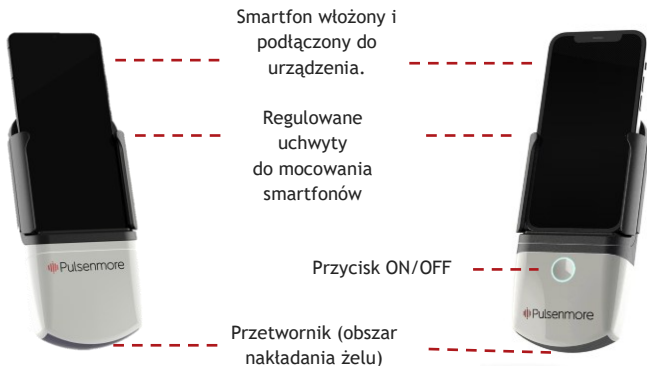 Smartfon włożony i
podłączony do
urządzenia.
Regulowane
uchwyty
do mocowania
smartfonów
Przycisk ON/OFF
Pulsenmore
Pulsenmore
Przetwornik (obszar
nakładania żelu)